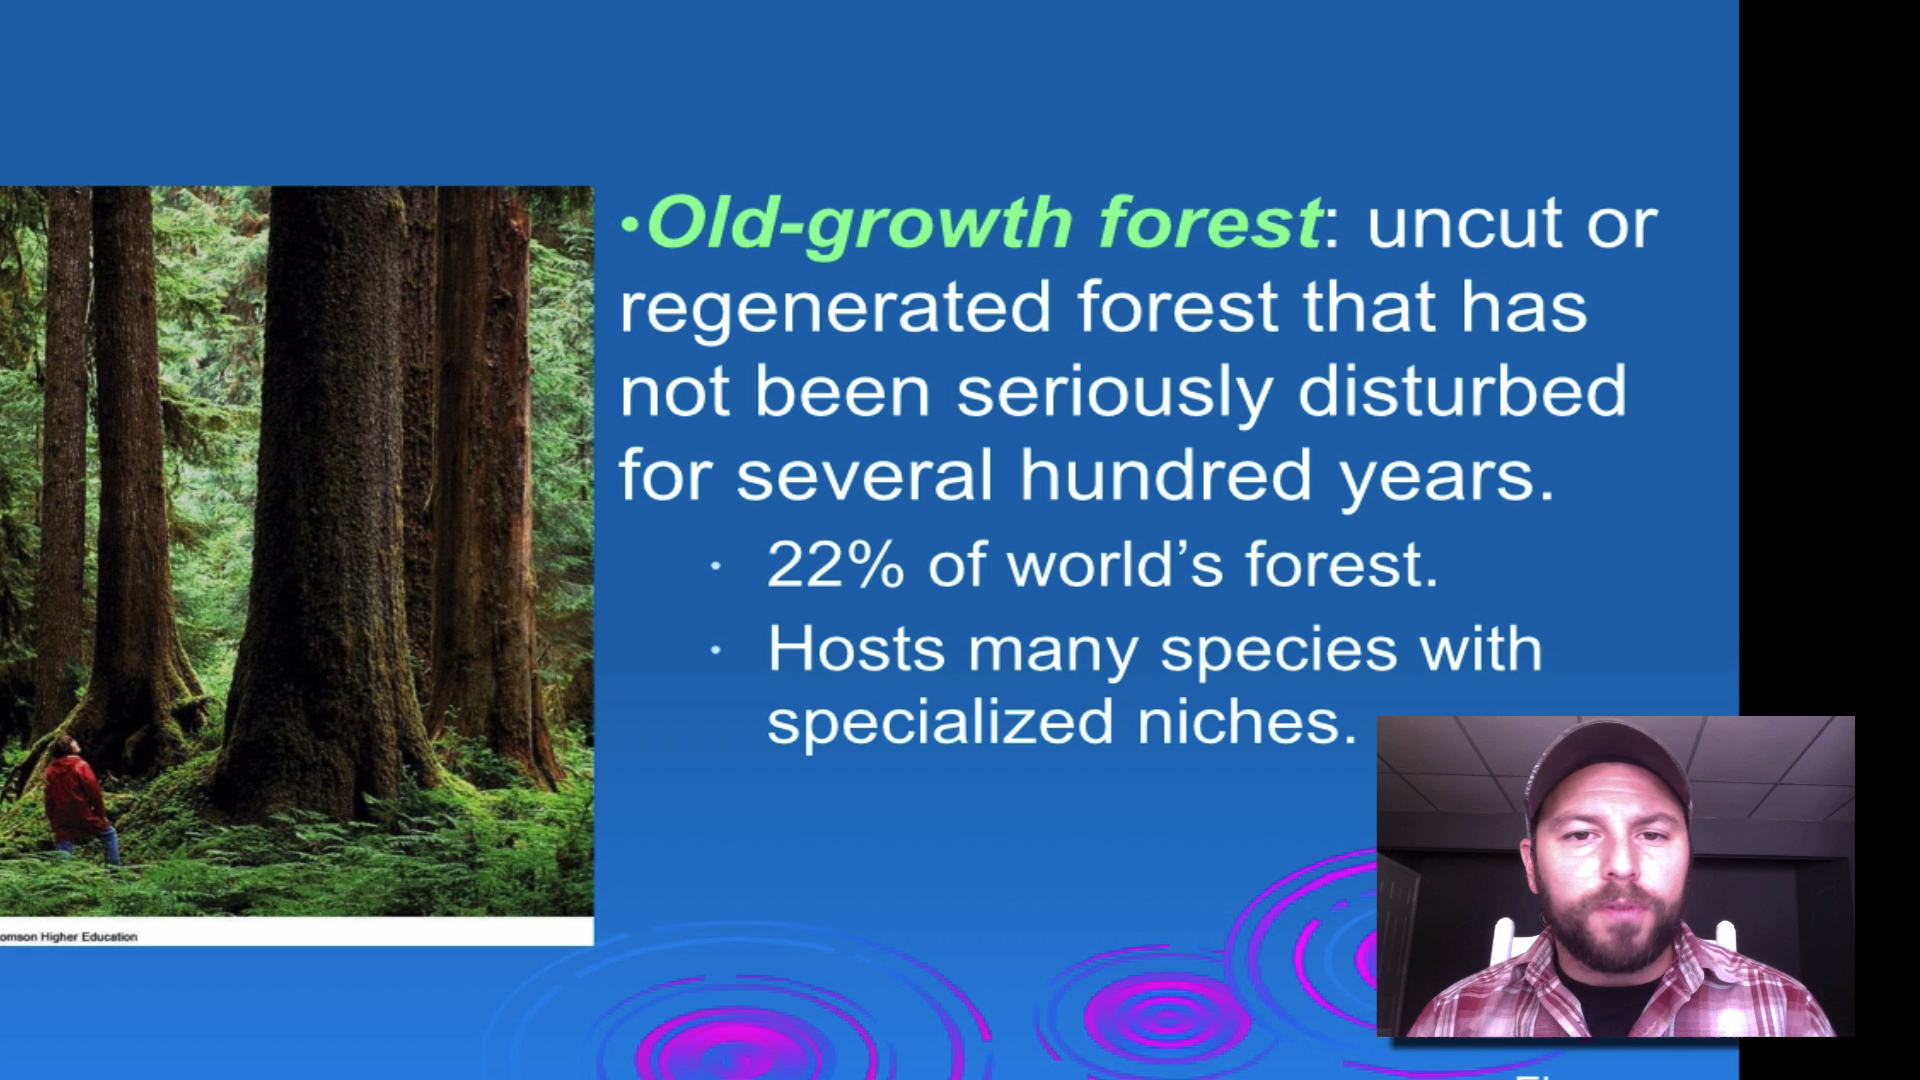 •Old-growth forest: uncut or
regenerated forest that has
not been seriously disturbed
for several hundred years.
· 22% of world’s forest.
· Hosts many species with
specialized niches.
omson Higher Education